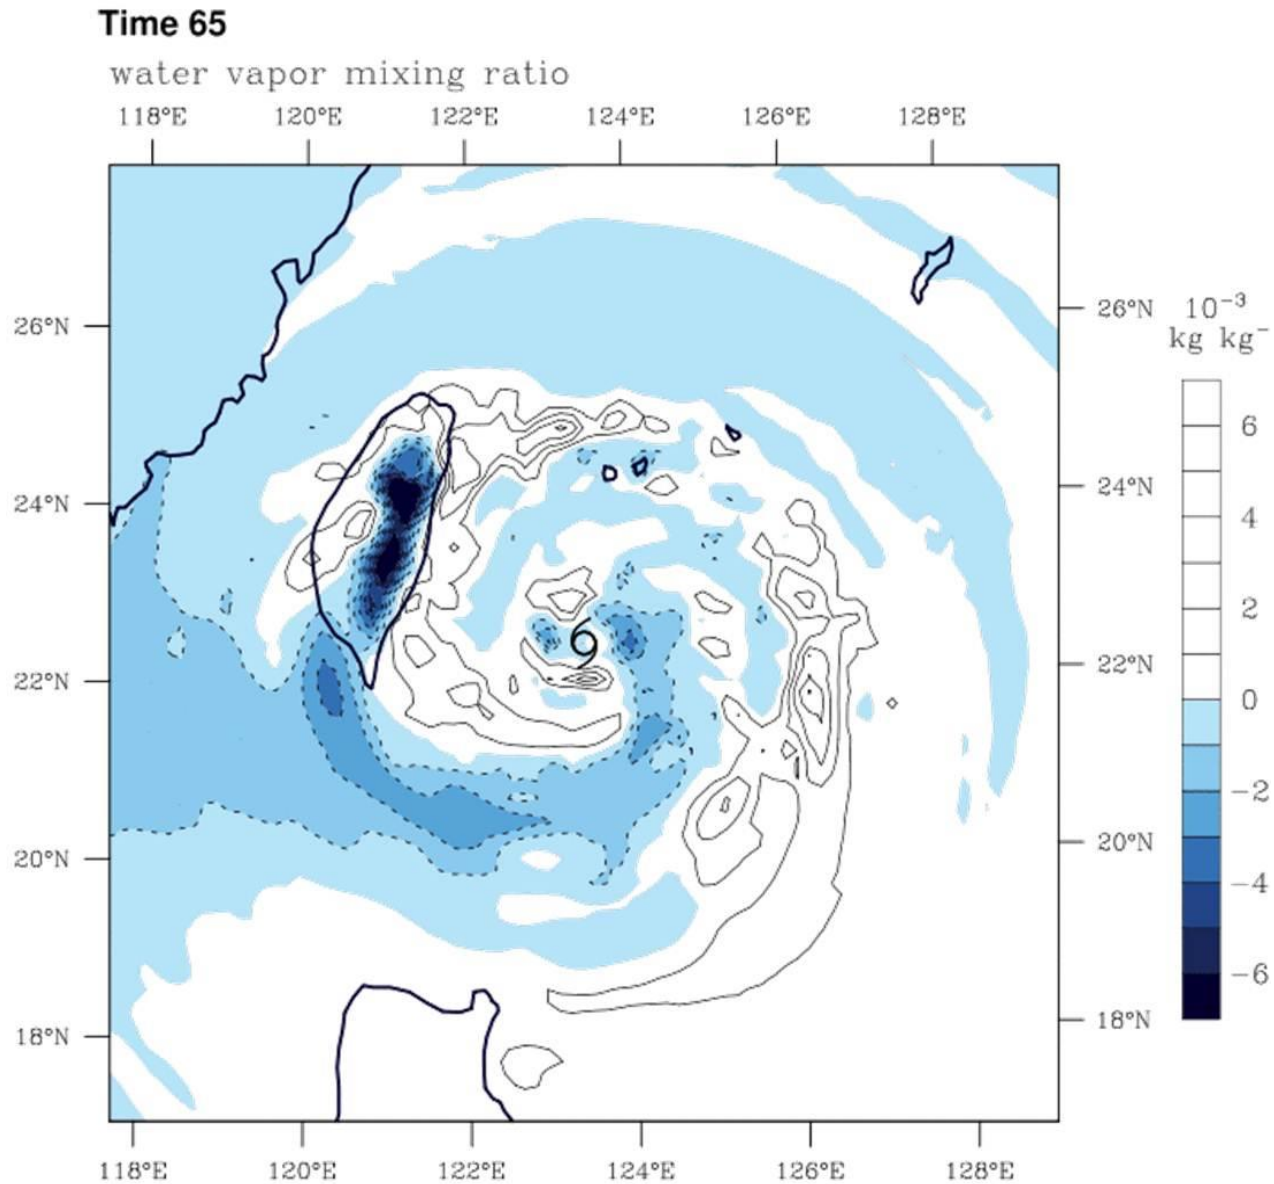 Time 65
water vapor mixing ratio
118°E 120°E 122°E 124°E 126°E 128°E
26°N 26°N
10⁻³
kg kg⁻
6
24°N 24°N
4
2
22°N 22°N
0
-2
20°N 20°N
-4
-6
18°N 18°N
118°E 120°E 122°E 124°E 126°E 128°E